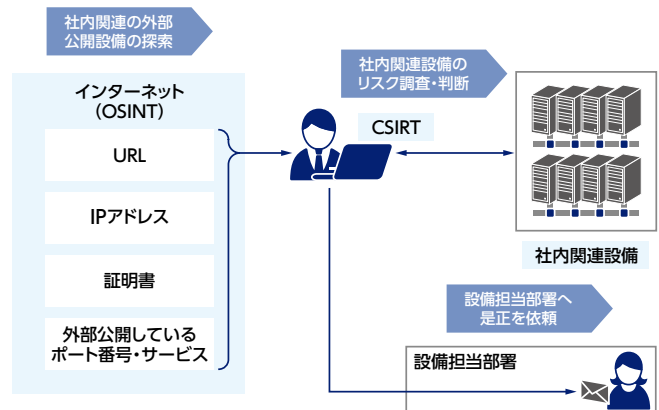 社内関連の外部
公開設備の探索
インターネット
（OSINT）
URL
IPアドレス
証明書
外部公開している
ポート番号・サービス
社内関連設備の
リスク調査・判断
CSIRT
社内関連設備
設備担当部署へ
是正を依頼
設備担当部署